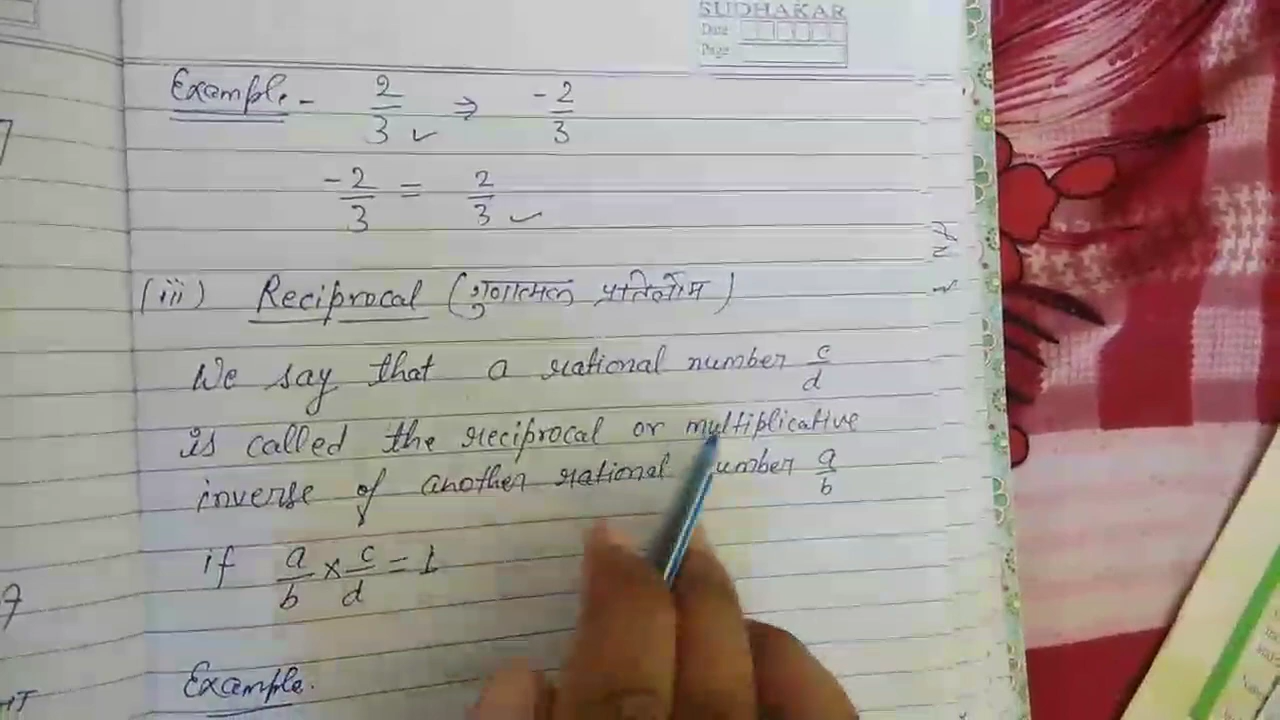 SUDHAKAR
Date
Page
Example. - 2/3 ✓ ⇒ -2/3
-2/3 = 2/3 ✓
(iii) Reciprocal (गुणात्मक प्रतिलोम)
We say that a rational number c/d
is called the reciprocal or multiplicative
inverse of another rational number a/b
if a/b × c/d = 1
Example.